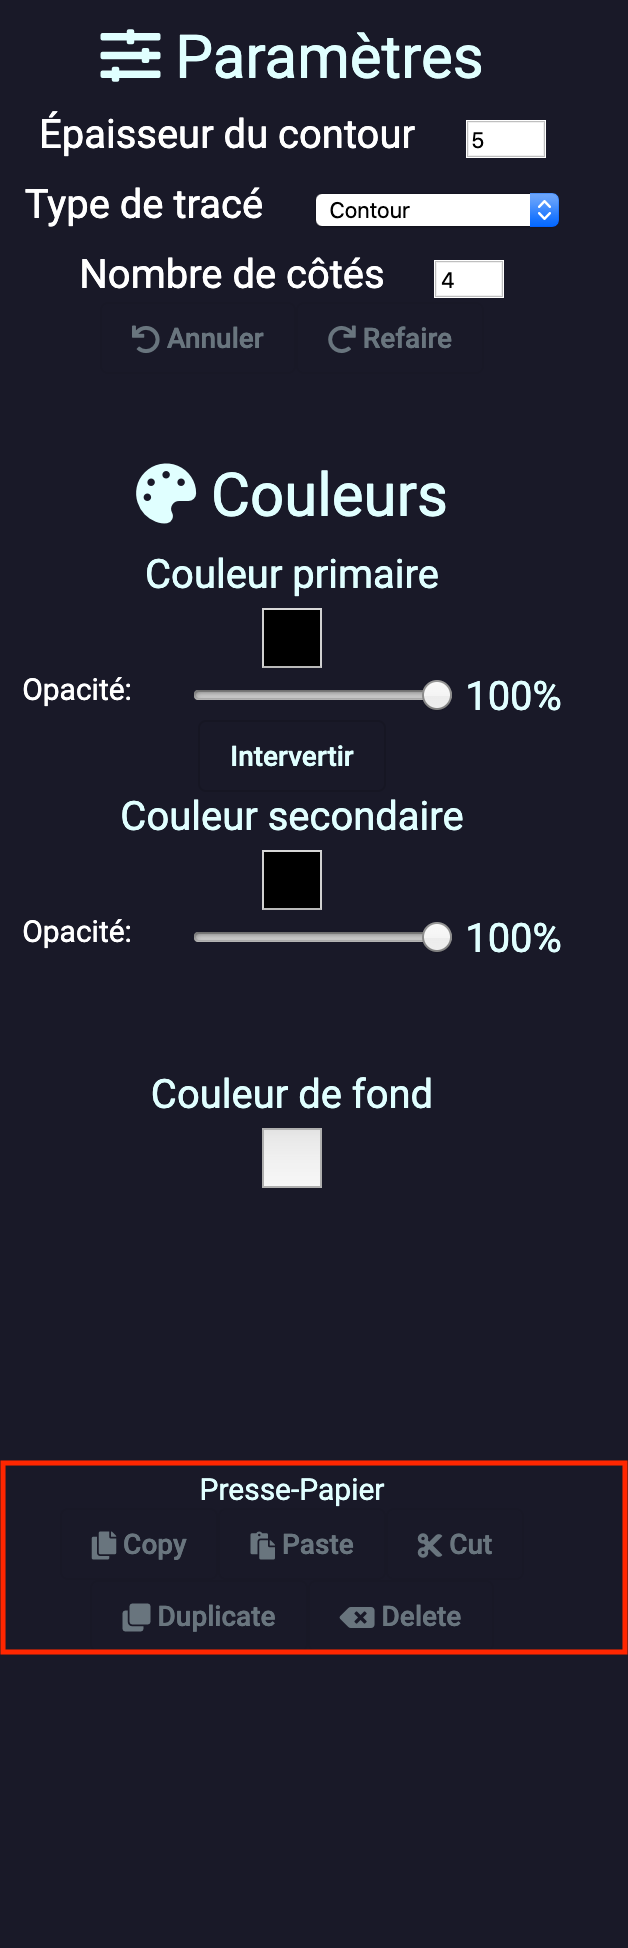 Paramètres
Épaisseur du contour 5
Type de tracé Contour
Nombre de côtés 4
Annuler Refaire
Couleurs
Couleur primaire
Opacité: 100%
Intervertir
Couleur secondaire
Opacité: 100%
Couleur de fond
Presse-Papier
Copy Paste Cut
Duplicate Delete